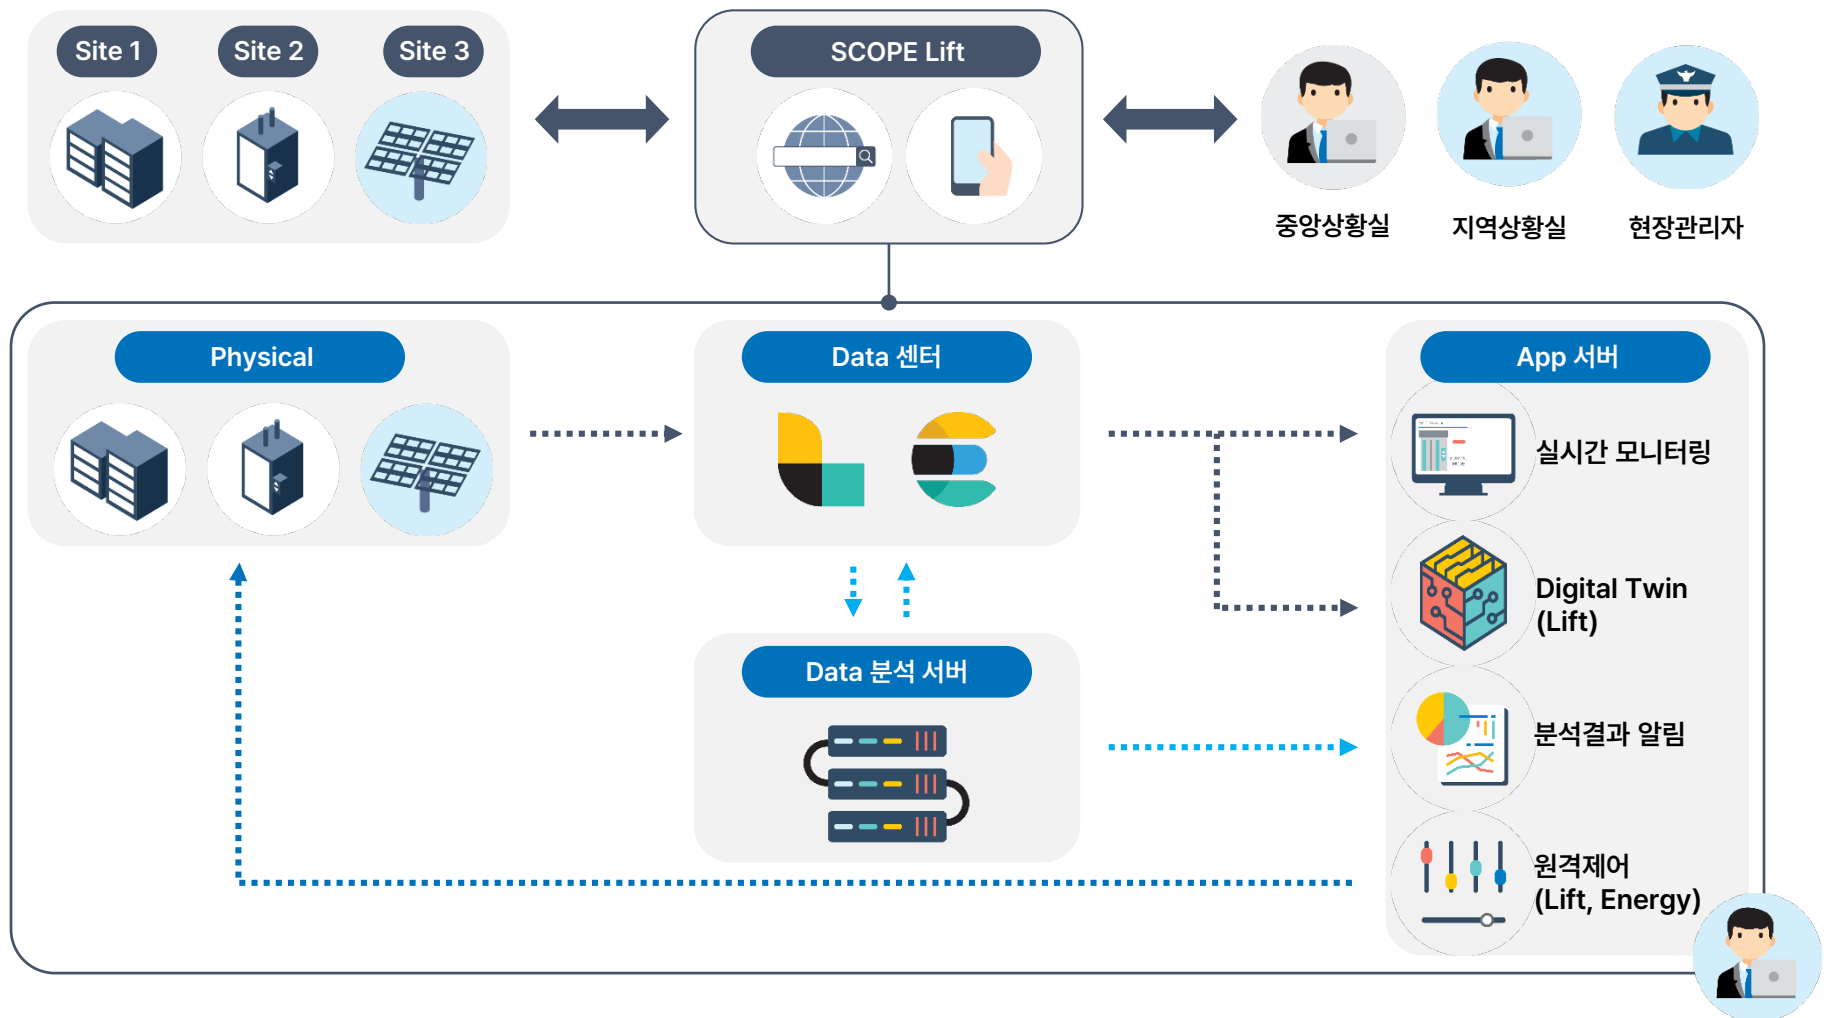 Site 1
Site 2
Site 3
SCOPE Lift
중앙상황실
지역상황실
현장관리자
Physical
Data 센터
App 서버
실시간 모니터링
Digital Twin
(Lift)
Data 분석 서버
분석결과 알림
원격제어
(Lift, Energy)